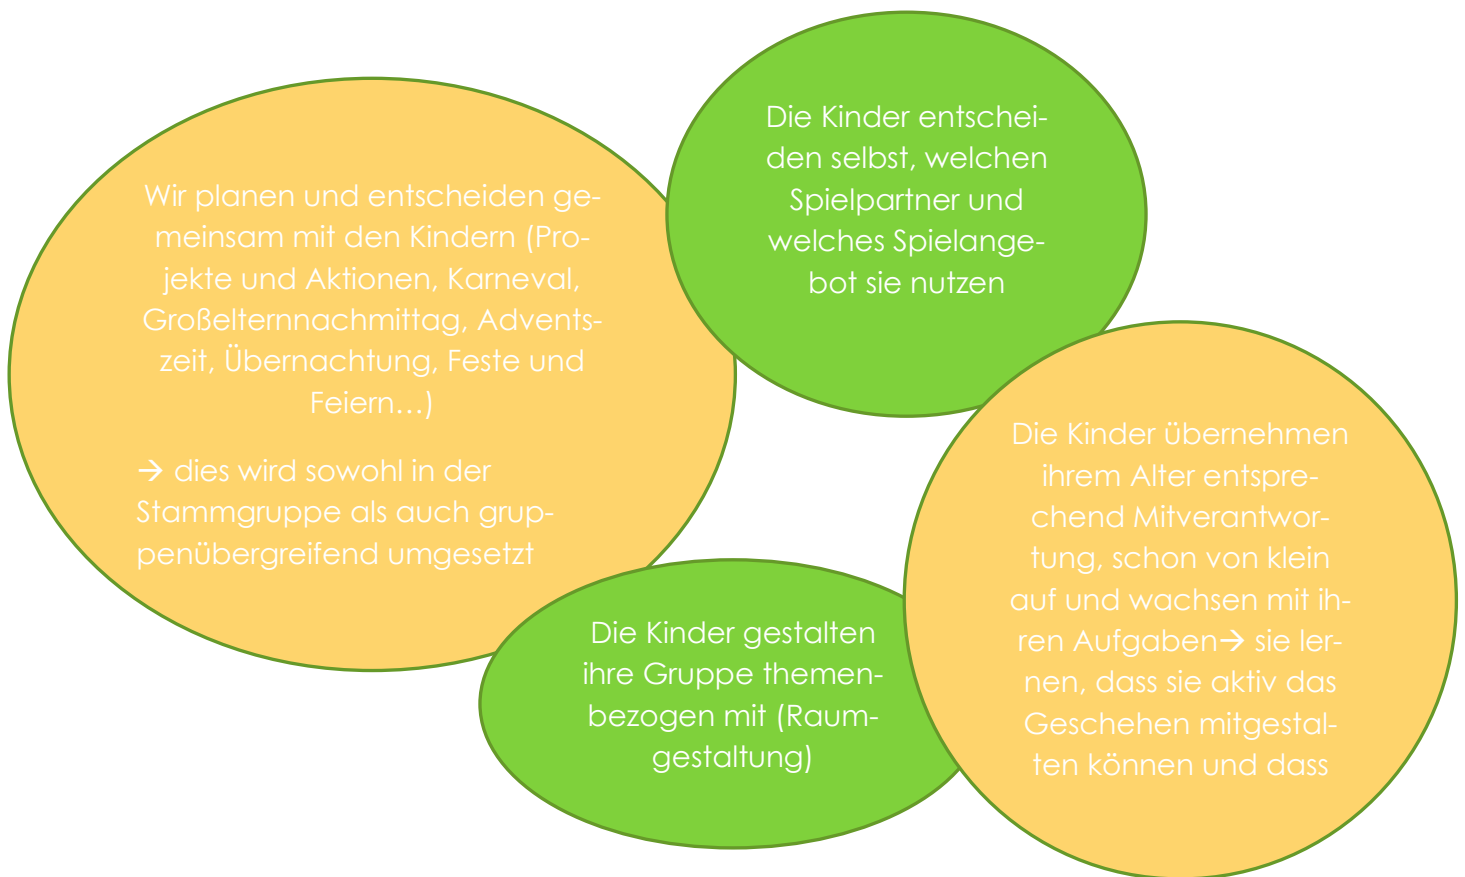 Wir planen und entscheiden ge-
meinsam mit den Kindern (Pro-
jekte und Aktionen, Karneval,
Großelternnachmittag, Advents-
zeit, Übernachtung, Feste und
Feiern…)
→ dies wird sowohl in der
Stammgruppe als auch grup-
penübergreifend umgesetzt
Die Kinder entschei-
den selbst, welchen
Spielpartner und
welches Spielange-
bot sie nutzen
Die Kinder gestalten
ihre Gruppe themen-
bezogen mit (Raum-
gestaltung)
Die Kinder übernehmen
ihrem Alter entspre-
chend Mitverantwor-
tung, schon von klein
auf und wachsen mit ih-
ren Aufgaben→ sie ler-
nen, dass sie aktiv das
Geschehen mitgestal-
ten können und dass